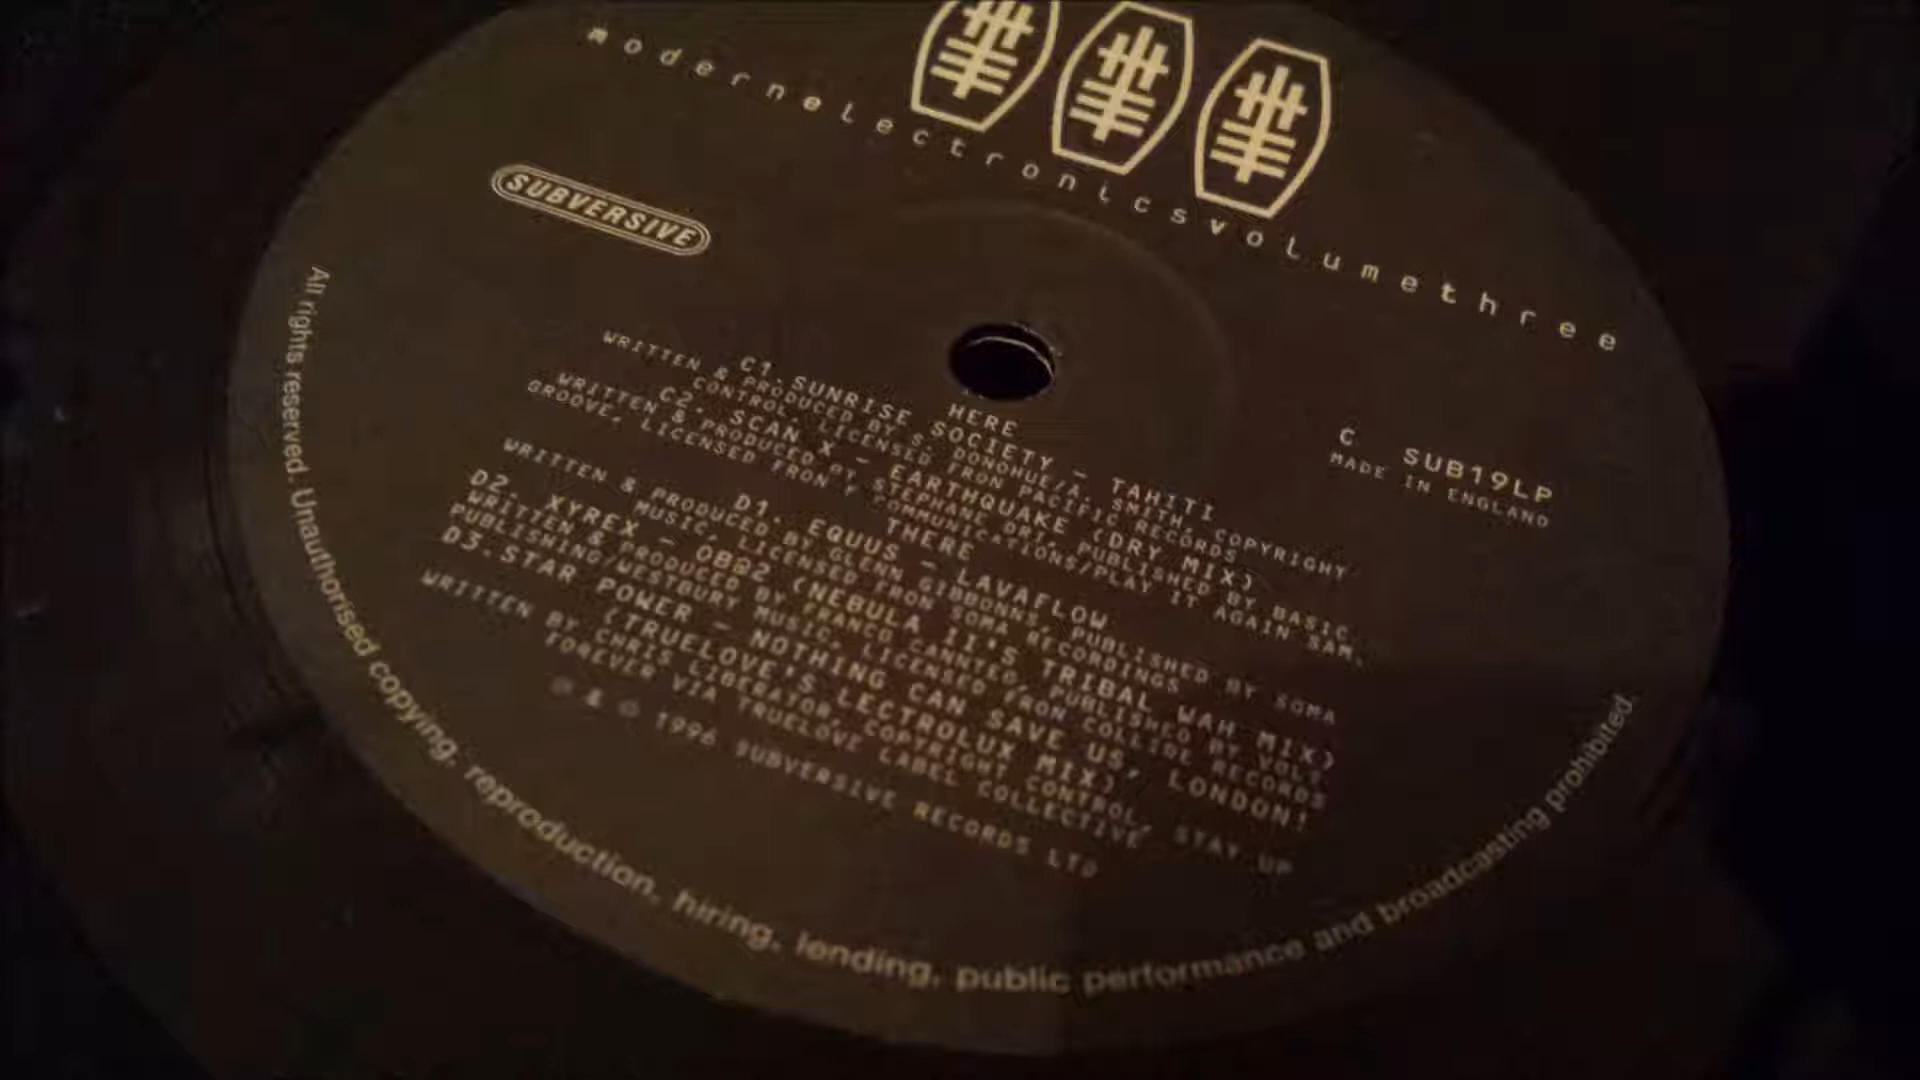 modernelectronicsvolumethree
SUBVERSIVE
C SUB19LP
MADE IN ENGLAND
HERE
C1. SUNRISE SOCIETY - TAHITI
WRITTEN & PRODUCED BY S. DONOHUE/A. SMITH, COPYRIGHT
CONTROL, LICENSED FROM PACIFIC RECORDS
C2. SCAN X - EARTHQUAKE (DRY MIX)
WRITTEN & PRODUCED BY STEPHANE DRI, PUBLISHED BY BASIC
GROOVE, LICENSED FROM F COMMUNICATIONS/PLAY IT AGAIN SAM.
THERE
D1. EQUUS - LAVAFLOW
WRITTEN & PRODUCED BY GLENN GIBBONNS, PUBLISHED BY SOMA
MUSIC, LICENSED FROM SOMA RECORDINGS
D2. XYREX - OBB2 (NEBULA II'S TRIBAL WAH MIX)
WRITTEN & PRODUCED BY FRANCO PUBLISHED BY
PUBLISHING/WESTBURY MUSIC, LICENSED FROM COLLIDE RECORDS
D3. STAR POWER - NOTHING CAN SAVE US, LONDON!
(TRUELOVE'S LECTROLUX MIX)
WRITTEN BY CHRIS LIBERATOR, COPYRIGHT CONTROL, STAY UP
FOREVER VIA TRUELOVE LABEL COLLECTIVE
℗ & © 1996 SUBVERSIVE RECORDS LTD
All rights reserved. Unauthorised copying, reproduction, hiring, lending, public performance and broadcasting prohibited.